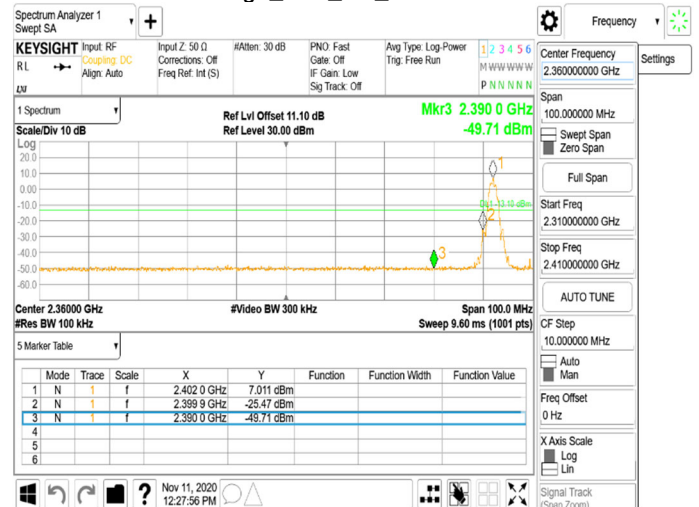 Spectrum Analyzer 1
Swept SA
+
Frequency
KEYSIGHT Input: RF
Coupling: DC
Align: Auto
RL
Input Z: 50 Ω
Corrections: Off
Freq Ref: Int (S)
#Atten: 30 dB
PNO: Fast
Gate: Off
IF Gain: Low
Sig Track: Off
Avg Type: Log-Power
Trig: Free Run
1 2 3 4 5 6
M W W W W W
P N N N N N
Center Frequency
2.360000000 GHz
Settings
Span
100.000000 MHz
Swept Span
Zero Span
Full Span
Start Freq
2.310000000 GHz
Stop Freq
2.410000000 GHz
AUTO TUNE
CF Step
10.000000 MHz
Auto
Man
Freq Offset
0 Hz
X Axis Scale
Log
Lin
Signal Track
(Span Zoom)
1 Spectrum
Scale/Div 10 dB
Log
Ref Lvl Offset 11.10 dB
Ref Level 30.00 dBm
Mkr3 2.390 0 GHz
-49.71 dBm
20.0
10.0
0.00
-10.0
-20.0
-30.0
-40.0
-50.0
-60.0
1
2
3
DL1 -13.10 dBm
Center 2.36000 GHz
#Res BW 100 kHz
#Video BW 300 kHz
Span 100.0 MHz
Sweep 9.60 ms (1001 pts)
5 Marker Table
Mode Trace Scale X Y Function Function Width Function Value
1 N 1 f 2.402 0 GHz 7.011 dBm
2 N 1 f 2.399 9 GHz -25.47 dBm
3 N 1 f 2.390 0 GHz -49.71 dBm
4
5
6
?
Nov 11, 2020
12:27:56 PM